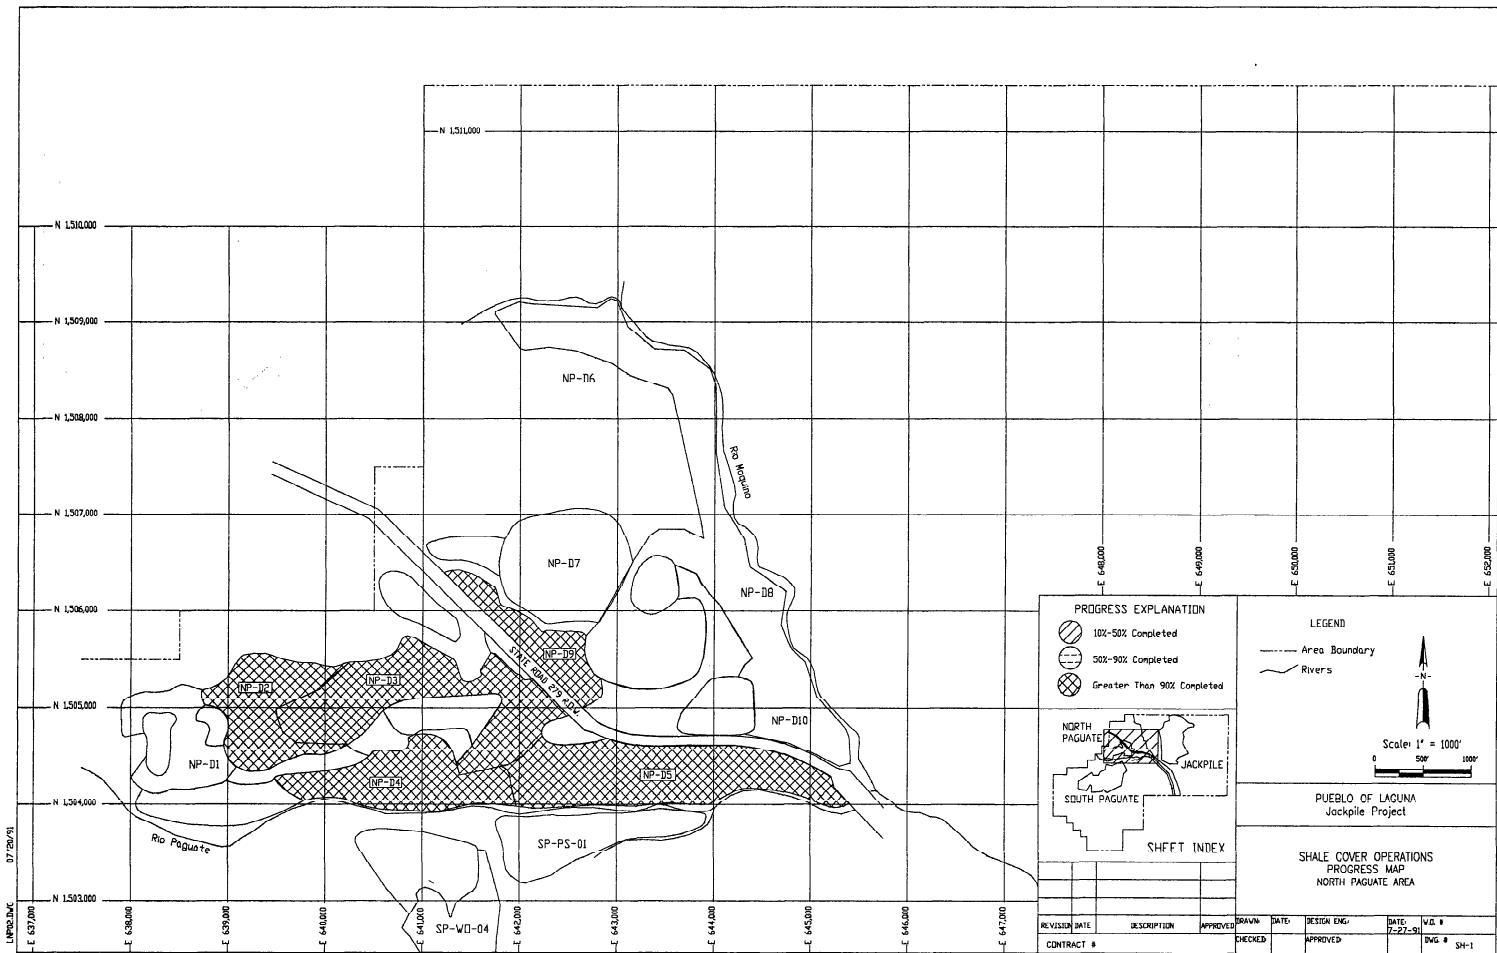 N 1,511,000
N 1,510,000
N 1,509,000
N 1,508,000
N 1,507,000
N 1,506,000
N 1,505,000
N 1,504,000
N 1,503,000
NP-D6
Rio Moquino
NP-D7
NP-D8
STATE ROAD 279 R.O.W.
NP-D9
NP-D2
NP-D3
NP-D10
NP-D1
NP-D4
NP-D5
Rio Paguate
SP-PS-01
SP-WD-04
E 637,000
E 638,000
E 639,000
E 640,000
E 641,000
E 642,000
E 643,000
E 644,000
E 645,000
E 646,000
E 647,000
E 648,000
E 649,000
E 650,000
E 651,000
E 652,000
LNP02.DWG 07/20/91
PROGRESS EXPLANATION
10%-50% Completed
50%-90% Completed
Greater Than 90% Completed
NORTH
PAGUATE
JACKPILE
SOUTH PAGUATE
SHEET INDEX
LEGEND
Area Boundary
Rivers
-N-
Scale: 1" = 1000'
0 500' 1000'
PUEBLO OF LAGUNA
Jackpile Project
SHALE COVER OPERATIONS
PROGRESS MAP
NORTH PAGUATE AREA
REVISION DATE DESCRIPTION APPROVED
CONTRACT #
DRAWN: DATE: DESIGN ENG.: DATE: 7-27-91 W.O. #
CHECKED: APPROVED: DWG. # SH-1